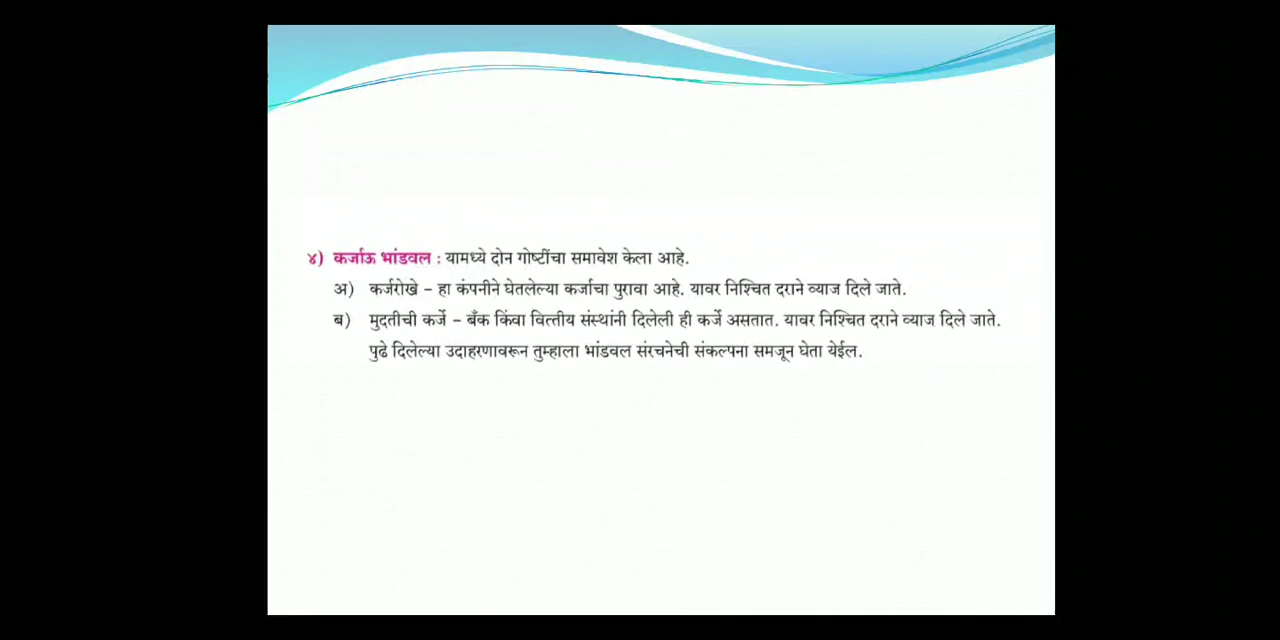 ४) कर्जाऊ भांडवल : यामध्ये दोन गोष्टींचा समावेश केला आहे.
अ) कर्जरोखे – हा कंपनीने घेतलेल्या कर्जाचा पुरावा आहे. यावर निश्चित दराने व्याज दिले जाते.
ब) मुदतीची कर्जे – बँक किंवा वित्तीय संस्थांनी दिलेली ही कर्जे असतात. यावर निश्चित दराने व्याज दिले जाते.
पुढे दिलेल्या उदाहरणावरून तुम्हाला भांडवल संरचनेची संकल्पना समजून घेता येईल.